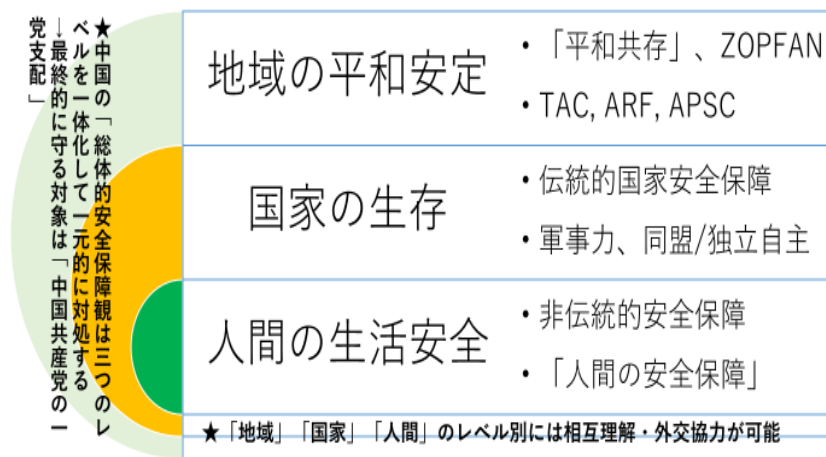 ★中国の「総体的安全保障観は三つのレ
ベルを一体化して一元的に対処する
→最終的に守る対象は「中国共産党の一
党支配」
地域の平和安定
• 「平和共存」、ZOPFAN
• TAC, ARF, APSC
国家の生存
• 伝統的国家安全保障
• 軍事力、同盟/独立自主
人間の生活安全
• 非伝統的安全保障
• 「人間の安全保障」
★「地域」「国家」「人間」のレベル別には相互理解・外交協力が可能